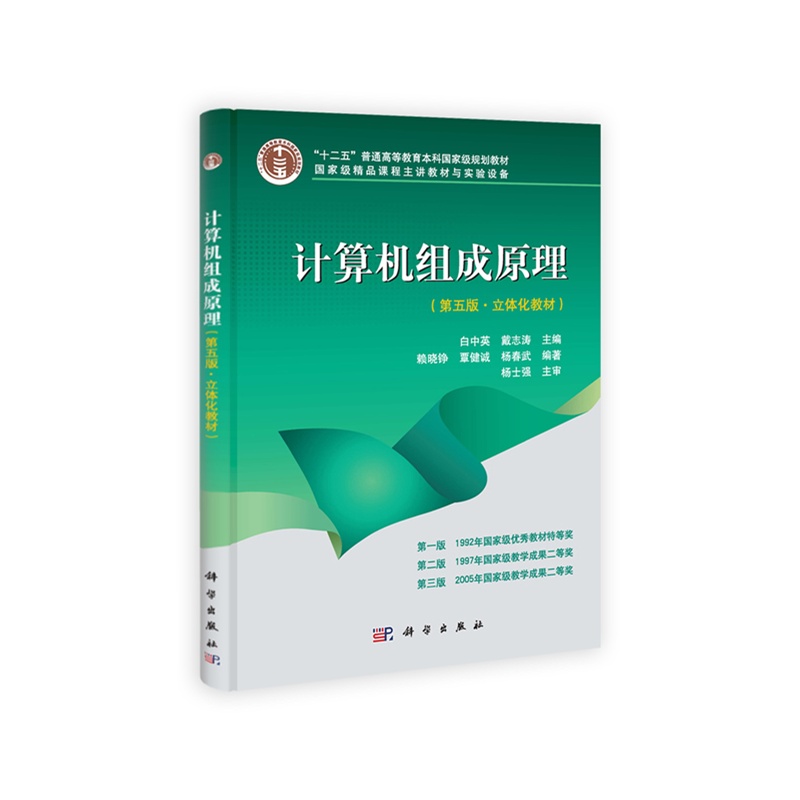 "十二五"普通高等教育本科国家级规划教材
国家级精品课程主讲教材与实验设备
计算机组成原理
(第五版·立体化教材)
白中英 戴志涛 主编
赖晓铮 覃健诚 杨春武 编著
杨士强 主审
第一版 1992年国家级优秀教材特等奖
第二版 1997年国家级教学成果二等奖
第三版 2005年国家级教学成果二等奖
SP 科学出版社
计算机组成原理(第五版·立体化教材)
科学出版社
SP